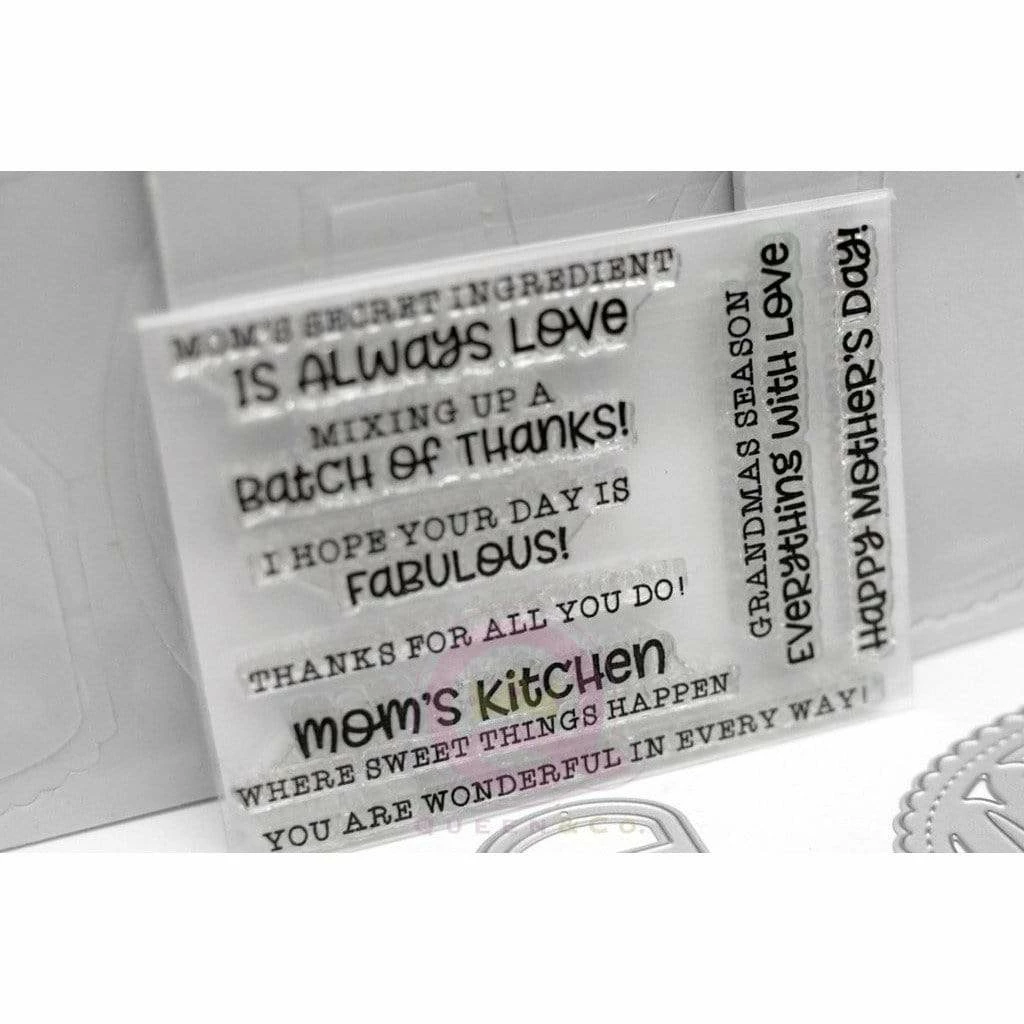 MOM'S SECRET INGREDIENT
IS ALWAYS LOVE
MIXING UP A
BATCH OF THANKS!
I HOPE YOUR DAY IS
FABULOUS!
THANKS FOR ALL YOU DO!
MOM'S KITCHEN
WHERE SWEET THINGS HAPPEN
YOU ARE WONDERFUL IN EVERY WAY!
GRANDMAS SEASON
EVERYTHING WITH LOVE
HAPPY MOTHER'S DAY!
QUEEN&CO.